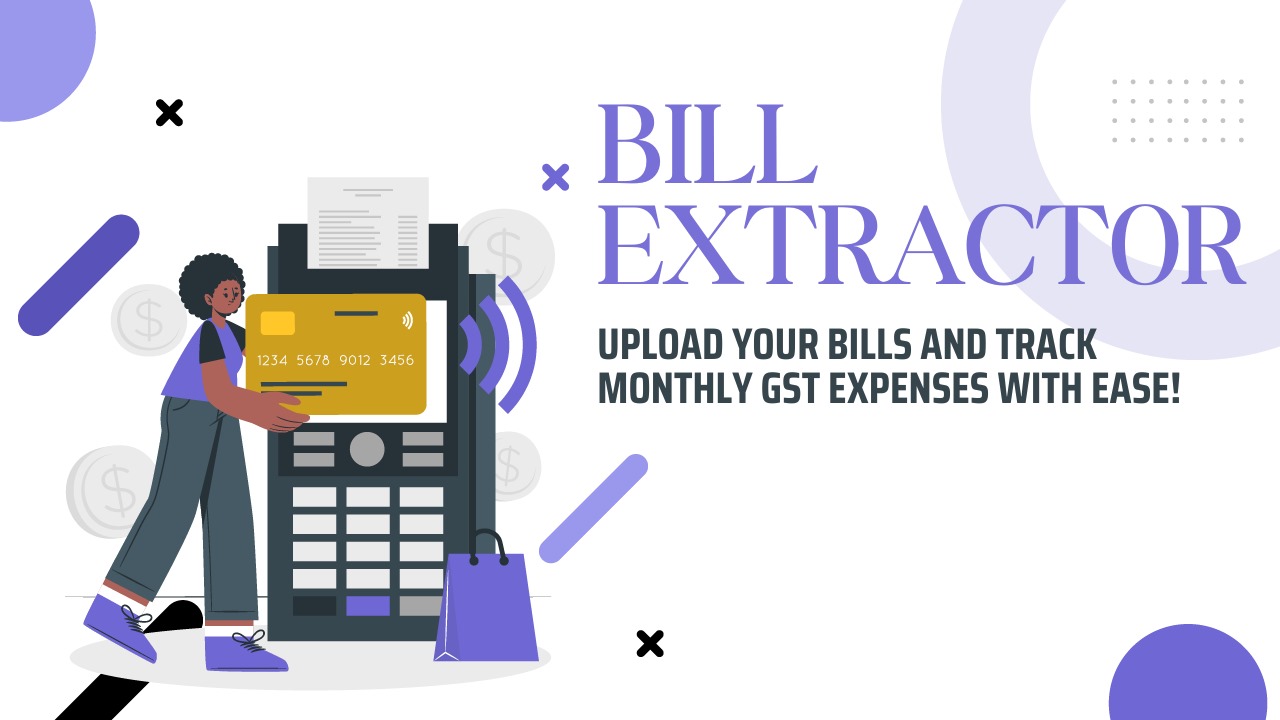 BILL
EXTRACTOR
UPLOAD YOUR BILLS AND TRACK
MONTHLY GST EXPENSES WITH EASE!
1234 5678 9012 3456